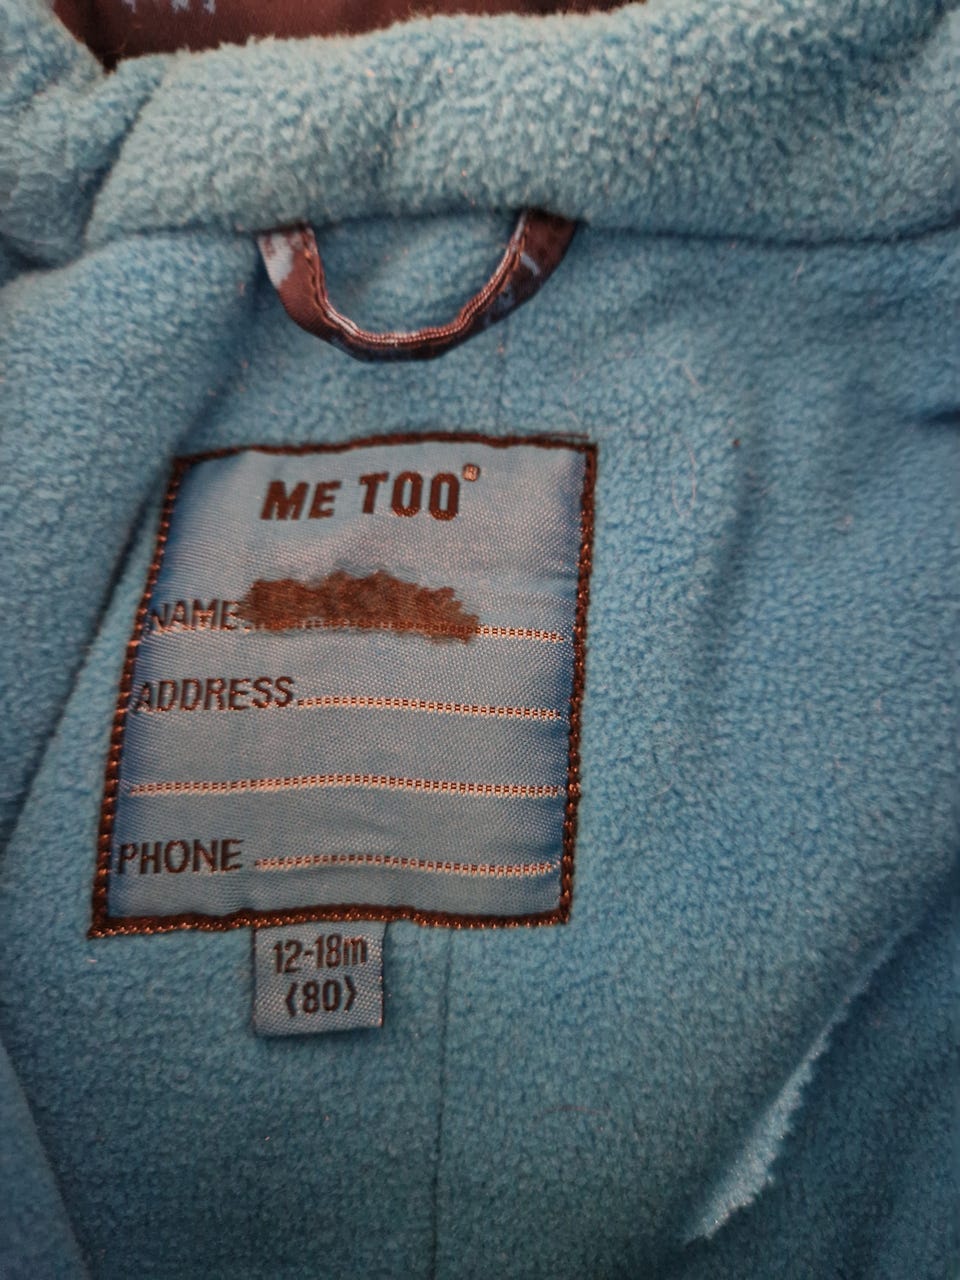 ME TOO®
NAME
ADDRESS
PHONE
12-18m
(80)